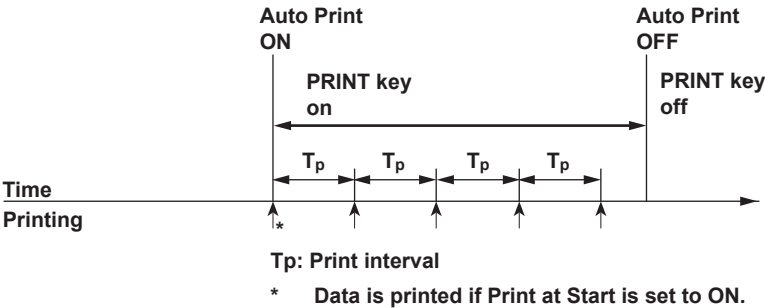 Auto Print
ON
Auto Print
OFF
PRINT key
on
PRINT key
off
Tp Tp Tp Tp
Time
Printing
*
Tp: Print interval
* Data is printed if Print at Start is set to ON.